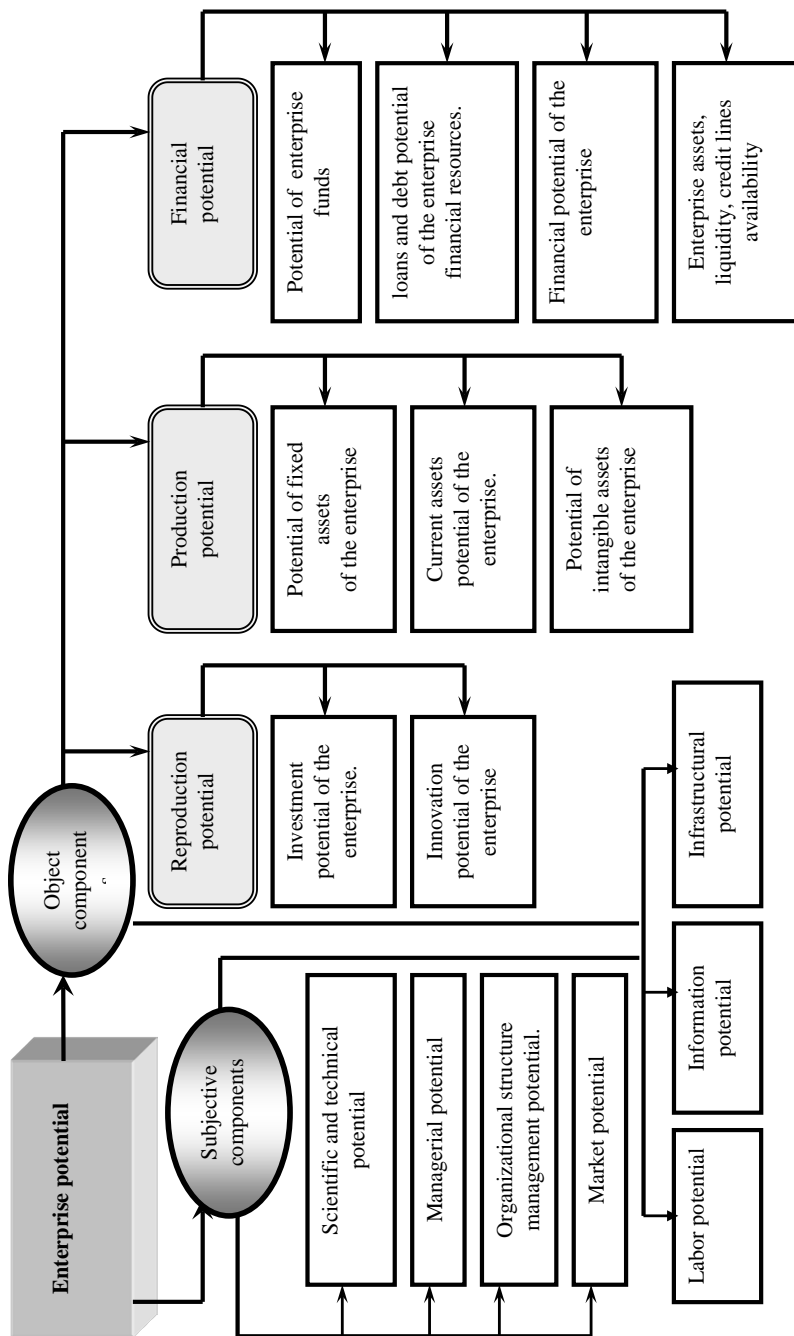 Enterprise potential
Object
component
s
Subjective
components
Reproduction
potential
Production
potential
Financial
potential
Investment
potential of the
enterprise.
Innovation
potential of the
enterprise
Potential of fixed
assets
of the enterprise
Current assets
potential of the
enterprise.
Potential of
intangible assets
of the enterprise
Potential of enterprise
funds
loans and debt potential
of the enterprise
financial resources.
Financial potential of the
enterprise
Enterprise assets,
liquidity, credit lines
availability
Scientific and technical
potential
Managerial potential
Organizational structure
management potential.
Market potential
Labor potential
Information
potential
Infrastructural
potential